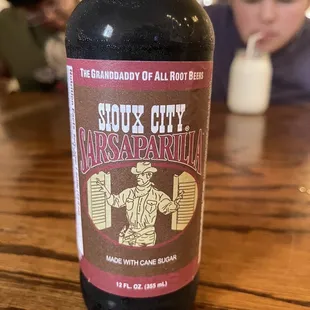 THE GRANDDADDY OF ALL ROOT BEERS
SIOUX CITY
SARSAPARILLA
MADE WITH CANE SUGAR
12 FL. OZ. (355 mL)